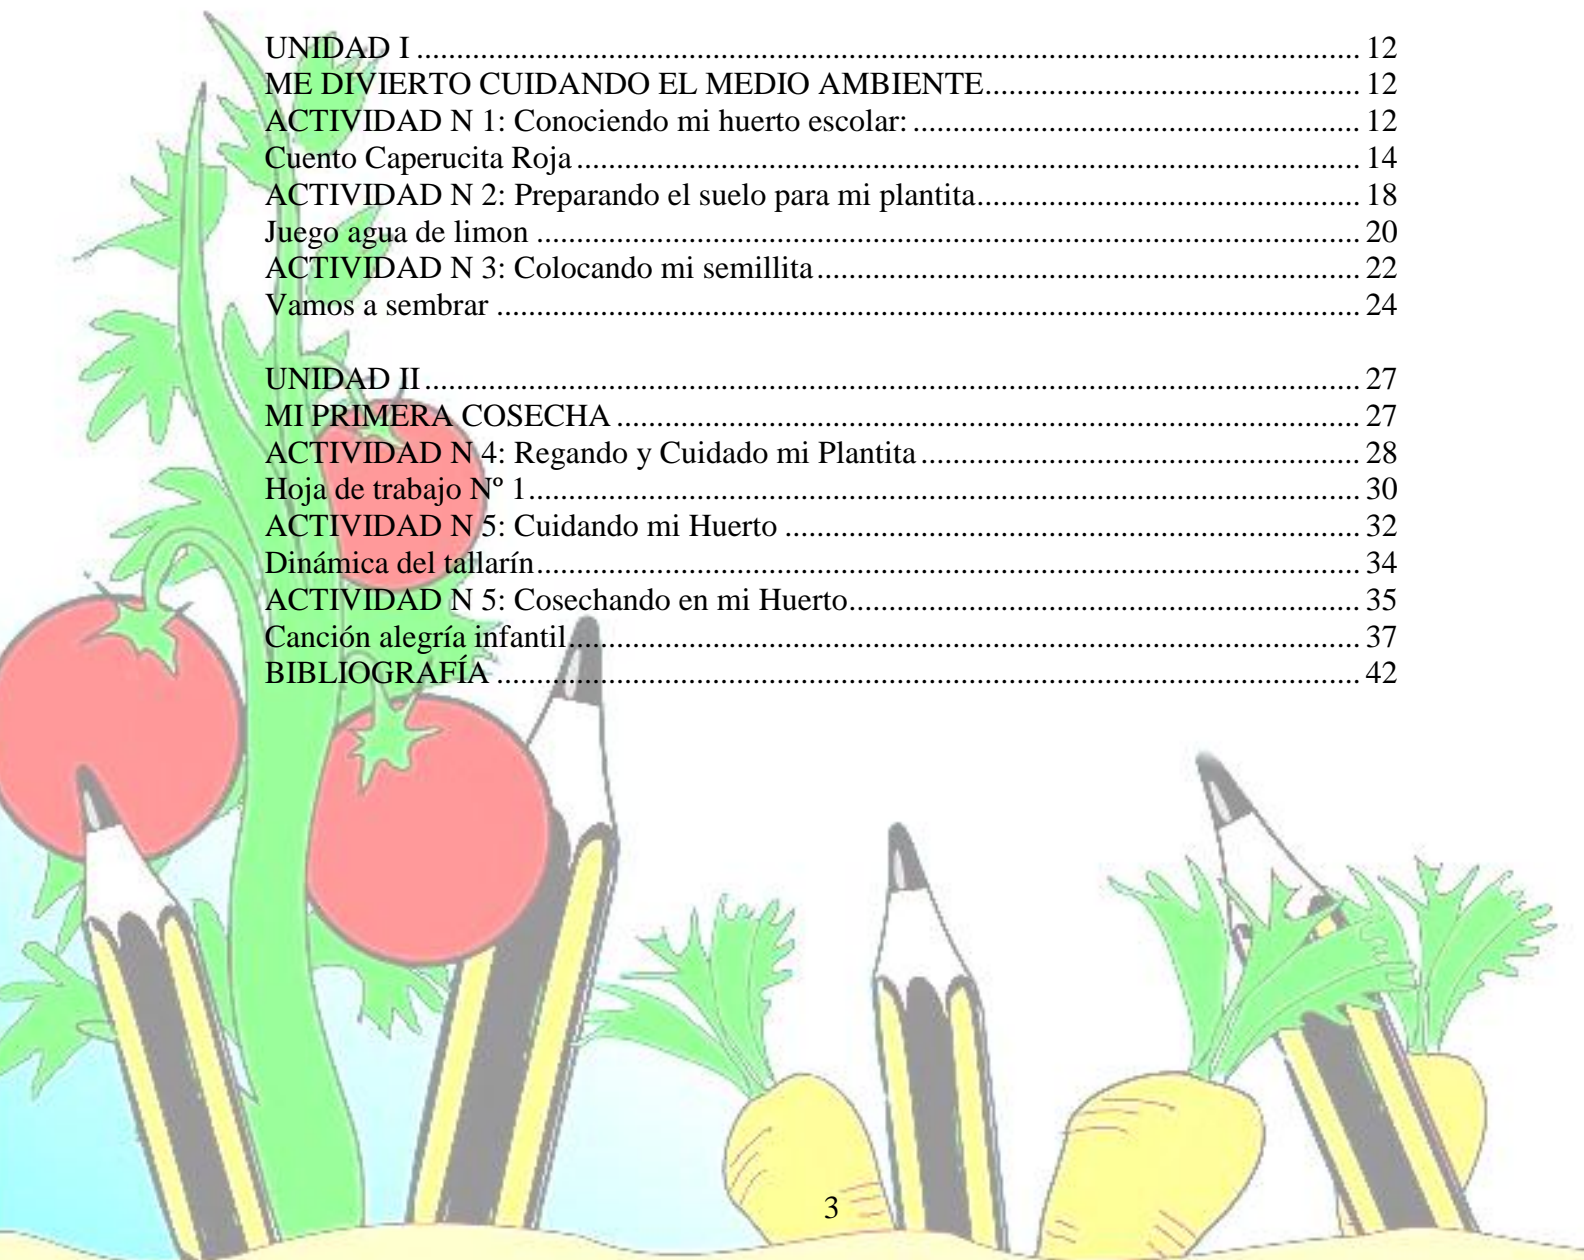 UNIDAD I ........................................................ 12
ME DIVIERTO CUIDANDO EL MEDIO AMBIENTE ........................................................ 12
ACTIVIDAD N 1: Conociendo mi huerto escolar: ........................................................ 12
Cuento Caperucita Roja ........................................................ 14
ACTIVIDAD N 2: Preparando el suelo para mi plantita ........................................................ 18
Juego agua de limon ........................................................ 20
ACTIVIDAD N 3: Colocando mi semillita ........................................................ 22
Vamos a sembrar ........................................................ 24
UNIDAD II ........................................................ 27
MI PRIMERA COSECHA ........................................................ 27
ACTIVIDAD N 4: Regando y Cuidado mi Plantita ........................................................ 28
Hoja de trabajo Nº 1 ........................................................ 30
ACTIVIDAD N 5: Cuidando mi Huerto ........................................................ 32
Dinámica del tallarín ........................................................ 34
ACTIVIDAD N 5: Cosechando en mi Huerto ........................................................ 35
Canción alegría infantil ........................................................ 37
BIBLIOGRAFÍA ........................................................ 42
3